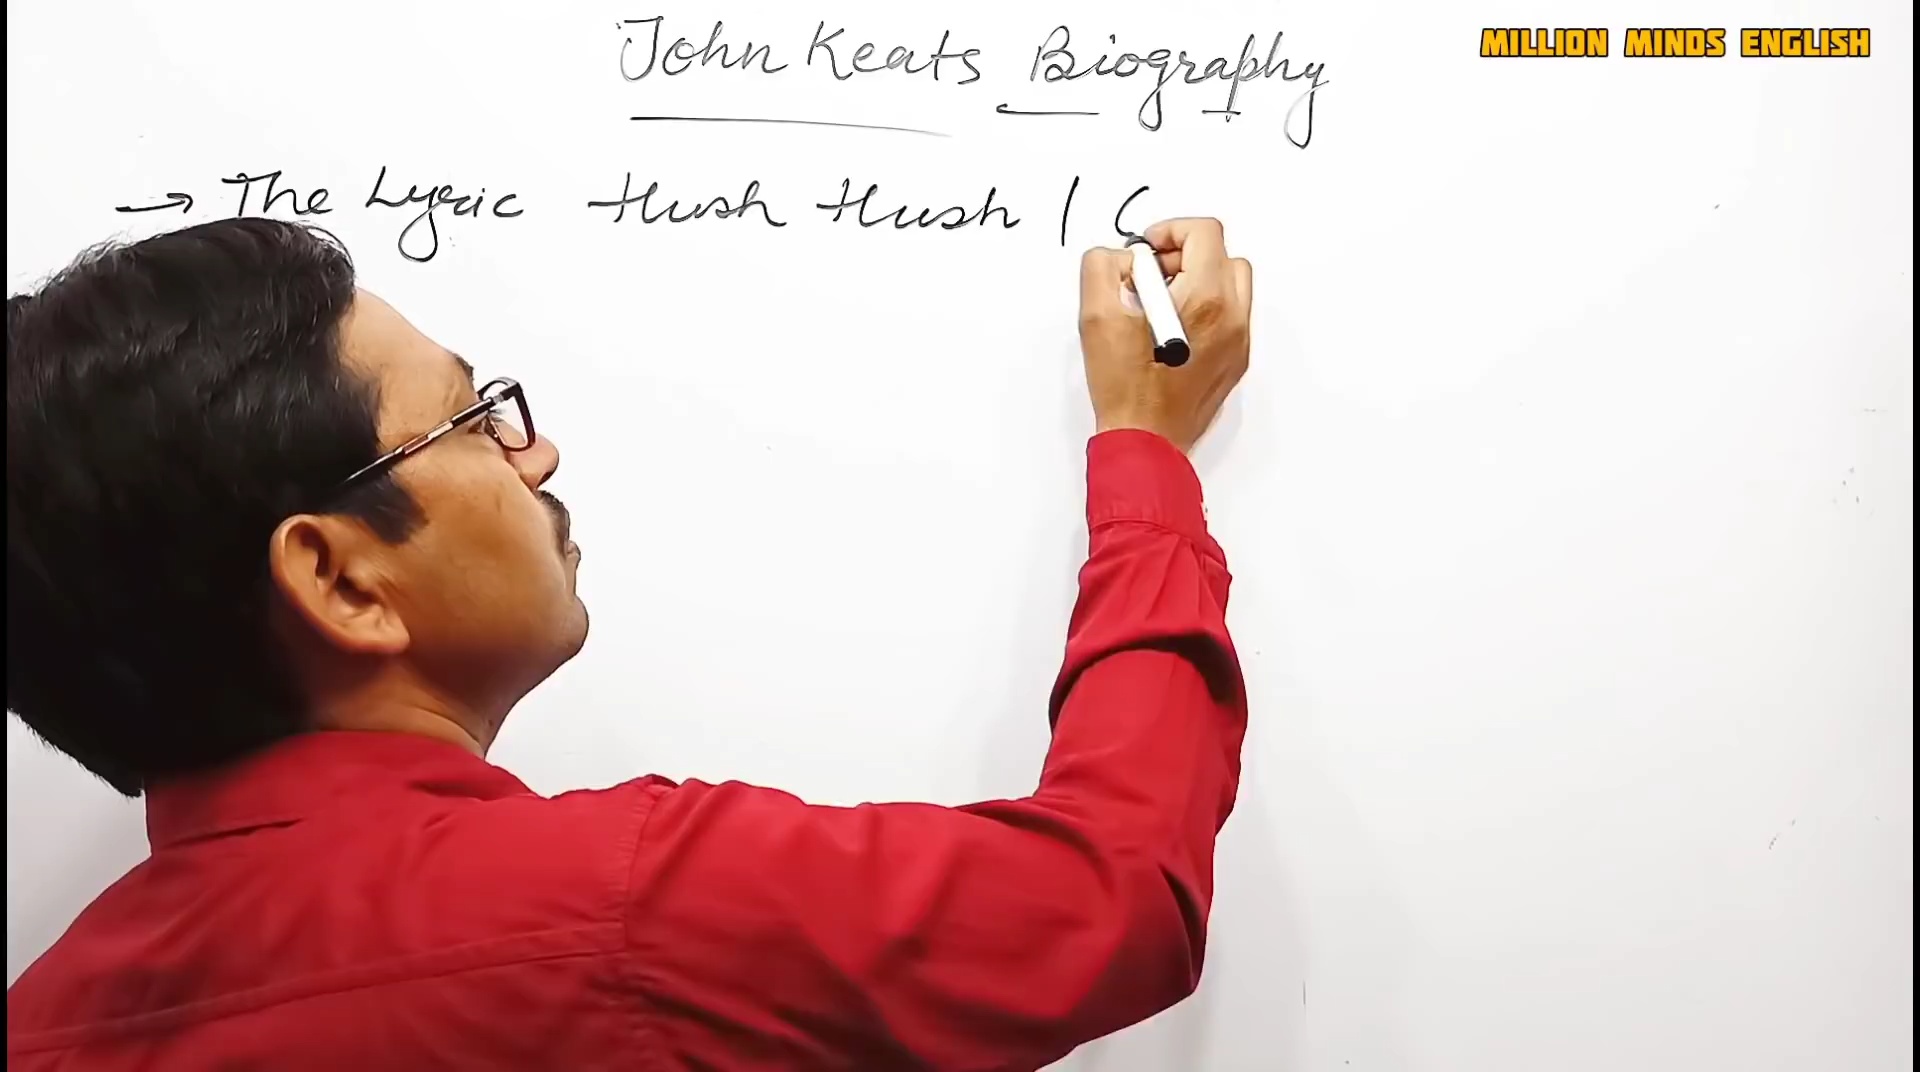 John Keats Biography
MILLION MINDS ENGLISH
→ The Lyric Hush Hush /